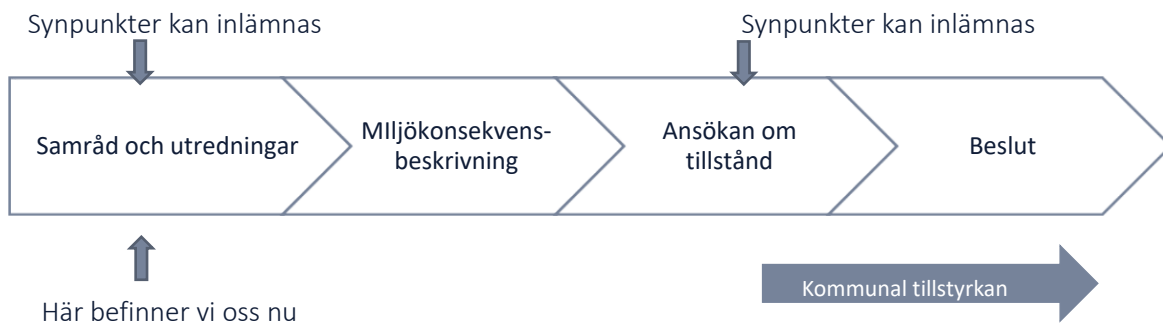 Synpunkter kan inlämnas
Synpunkter kan inlämnas
Samråd och utredningar
MIljökonsekvens-
beskrivning
Ansökan om
tillstånd
Beslut
Här befinner vi oss nu
Kommunal tillstyrkan